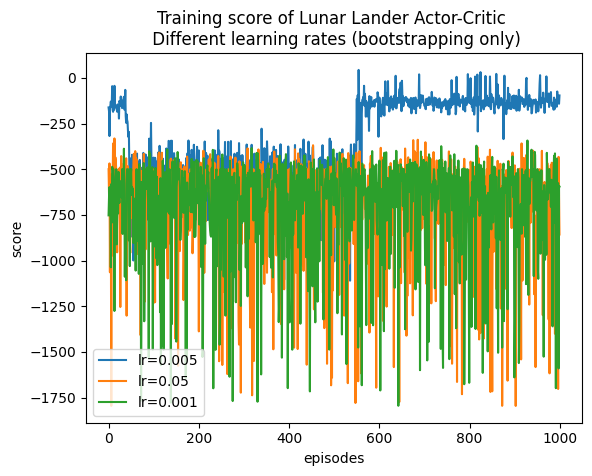 Training score of Lunar Lander Actor-Critic
Different learning rates (bootstrapping only)
score
0
−250
−500
−750
−1000
−1250
−1500
−1750
lr=0.005
lr=0.05
lr=0.001
0 200 400 600 800 1000
episodes